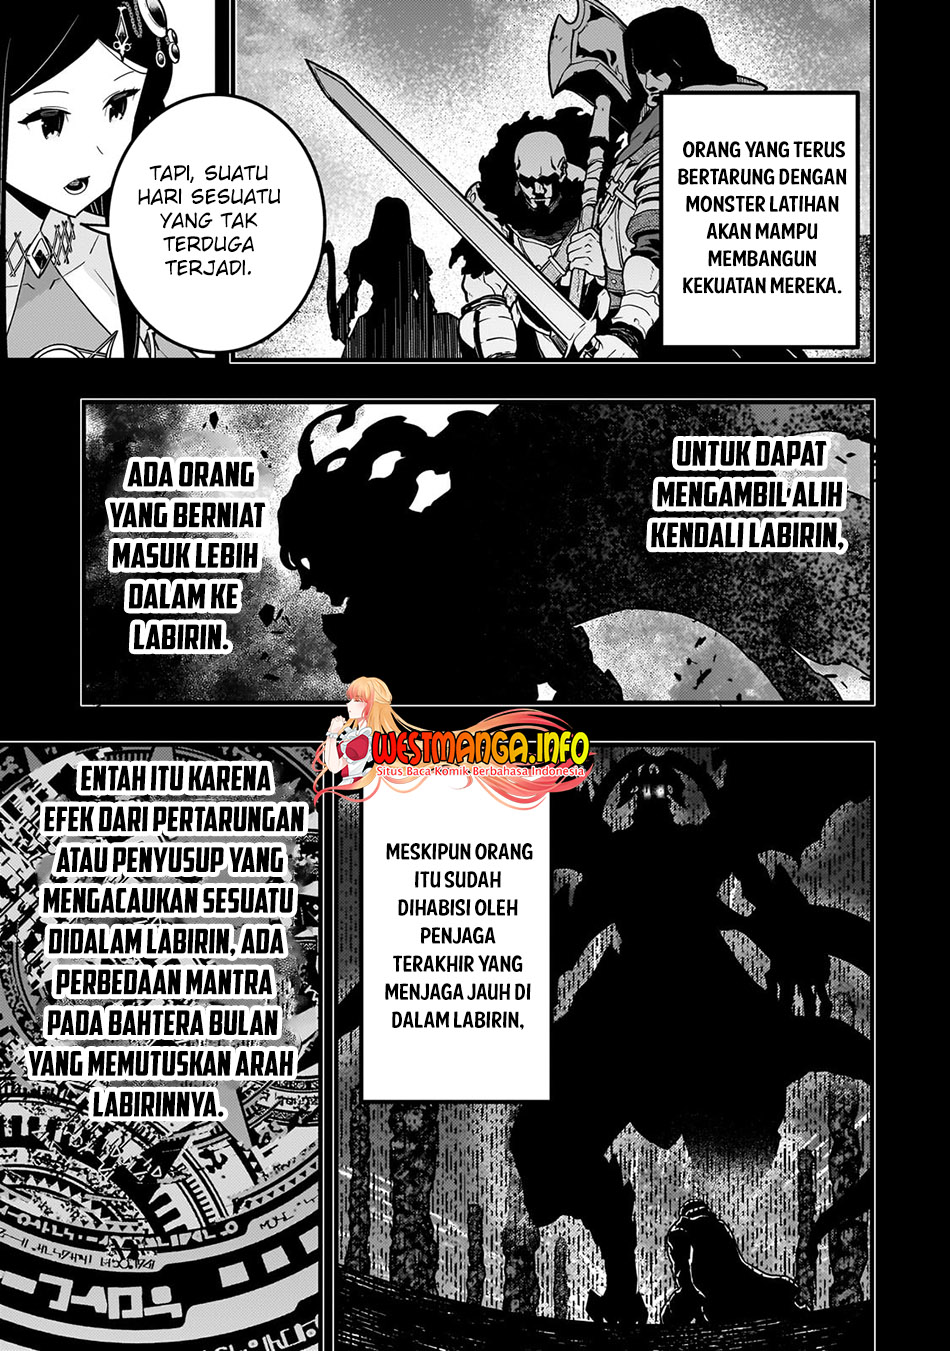 ORANG YANG TERUS
BERTARUNG DENGAN
MONSTER LATIHAN
AKAN MAMPU
MEMBANGUN
KEKUATAN MEREKA.
TAPI, SUATU
HARI SESUATU
YANG TAK
TERDUGA
TERJADI.
UNTUK DAPAT
MENGAMBIL ALIH
KENDALI LABIRIN,
ADA ORANG
YANG BERNIAT
MASUK LEBIH
DALAM KE
LABIRIN.
WESTMANGA.INFO
SITUS BACA KOMIK BERBAHASA INDONESIA
MESKIPUN ORANG
ITU SUDAH
DIHABISI OLEH
PENJAGA
TERAKHIR YANG
MENJAGA JAUH DI
DALAM LABIRIN,
ENTAH ITU KARENA
EFEK DARI PERTARUNGAN
ATAU PENYUSUP YANG
MENGACAUKAN SESUATU
DIDALAM LABIRIN, ADA
PERBEDAAN MANTRA
PADA BAHTERA BULAN
YANG MEMUTUSKAN ARAH
LABIRINNYA.